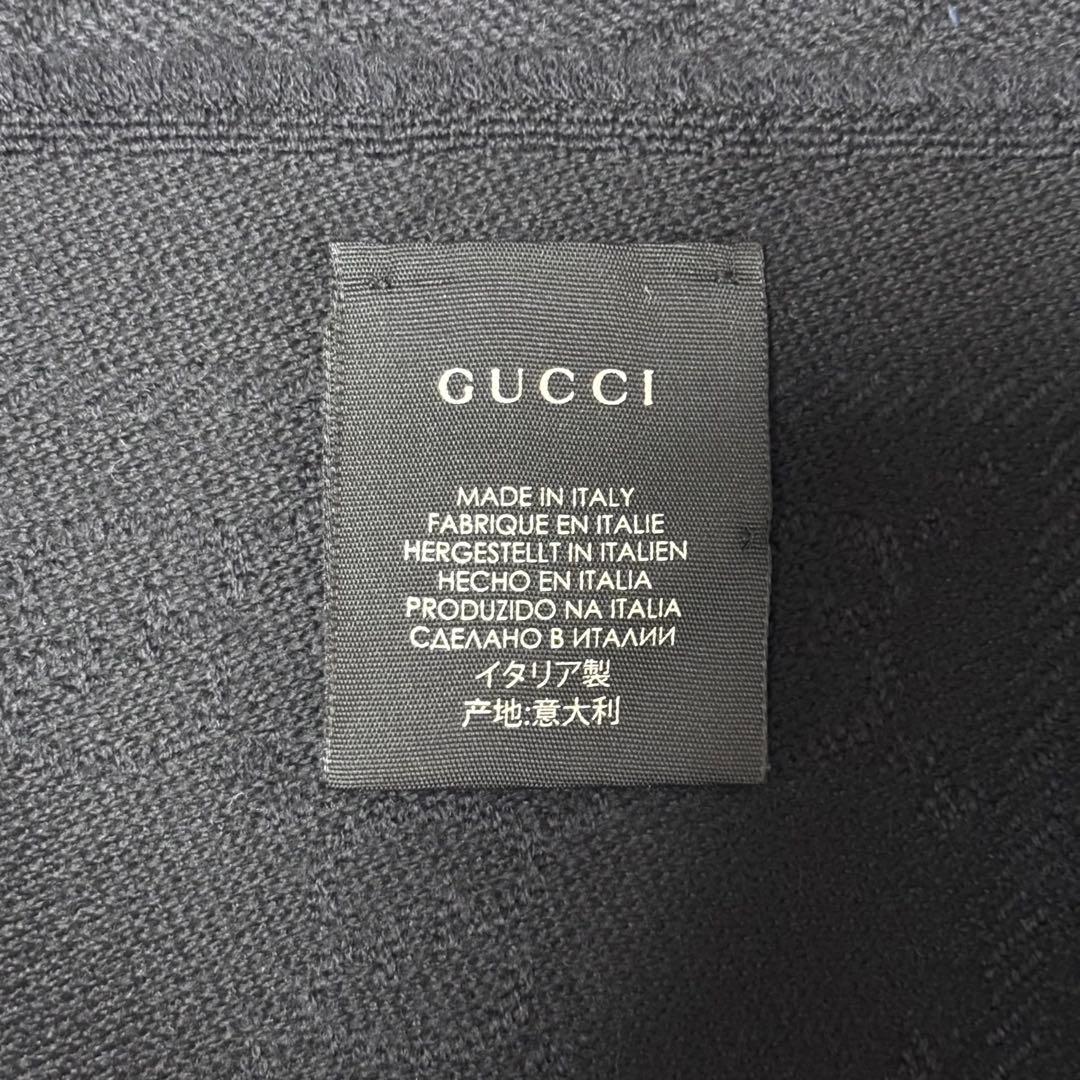 GUCCI
MADE IN ITALY
FABRIQUE EN ITALIE
HERGESTELLT IN ITALIEN
HECHO EN ITALIA
PRODUZIDO NA ITALIA
СДЕЛАНО В ИТАЛИИ
イタリア製
产地:意大利